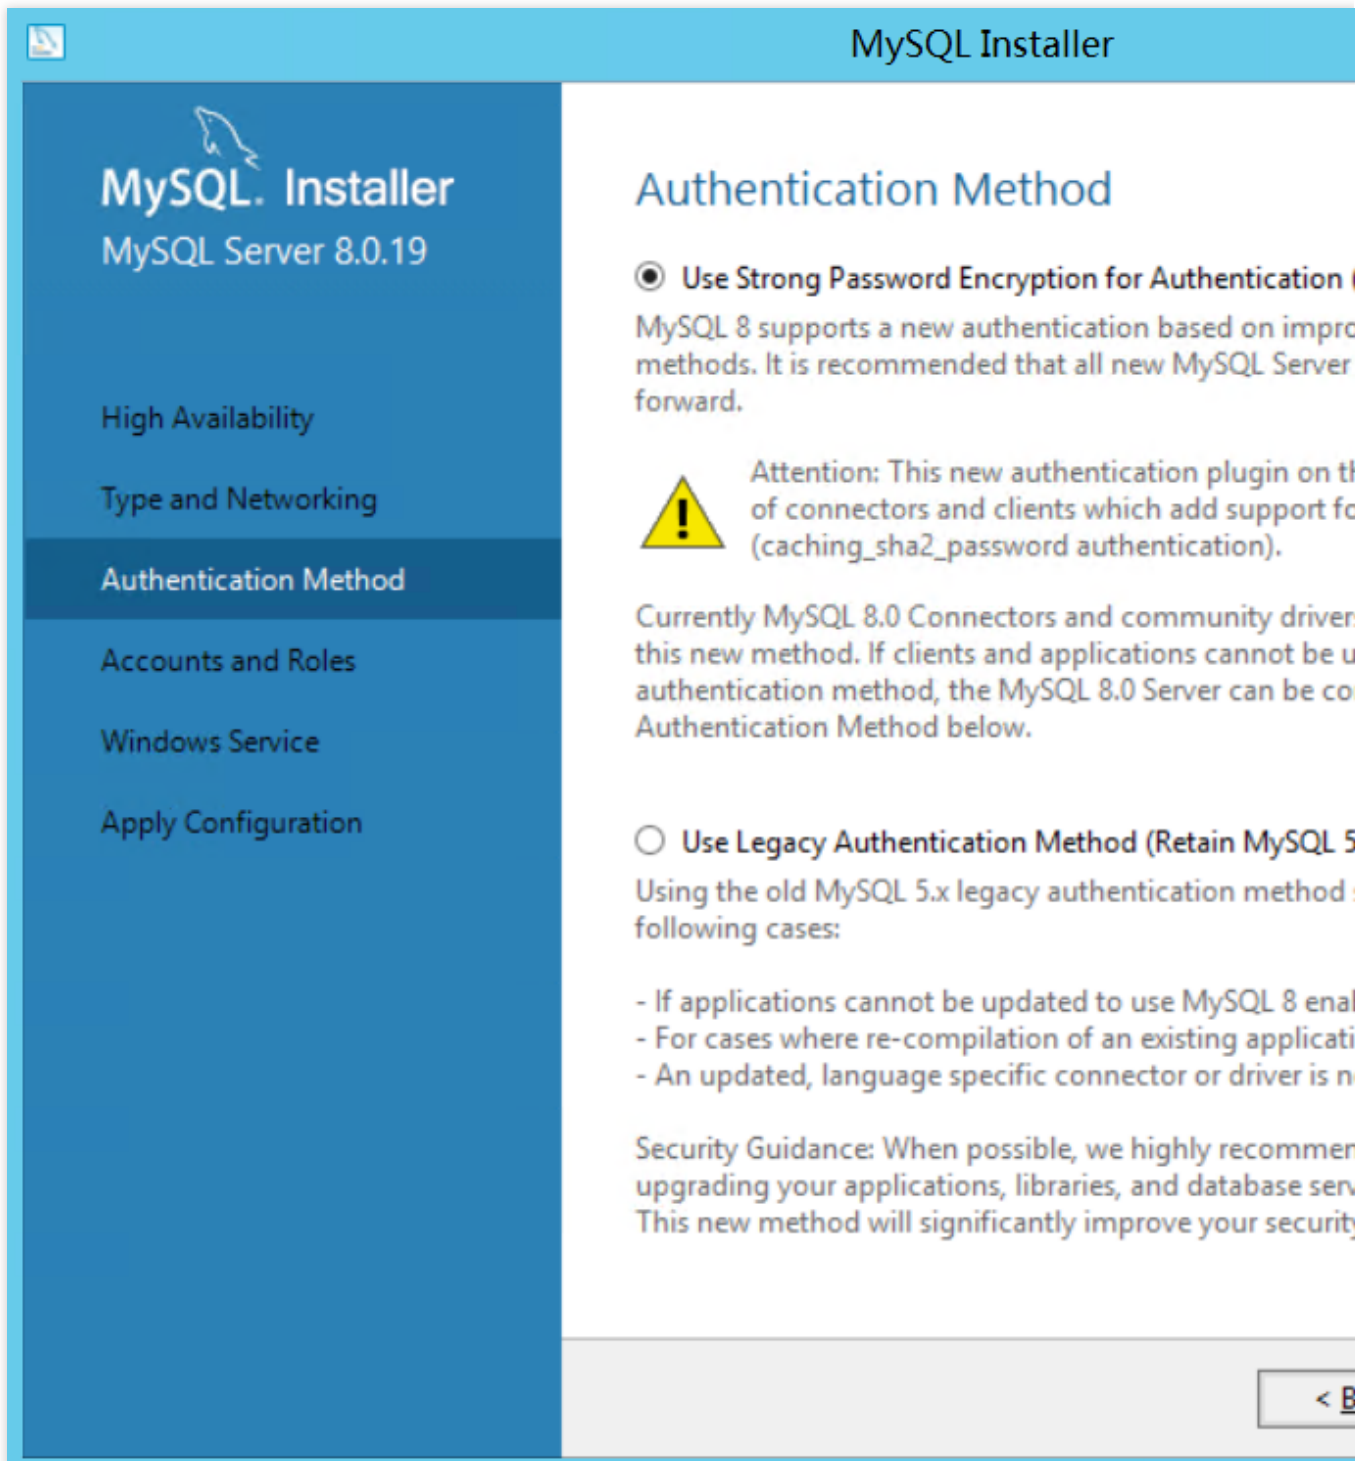 MySQL Installer
MySQL. Installer
MySQL Server 8.0.19
High Availability
Type and Networking
Authentication Method
Accounts and Roles
Windows Service
Apply Configuration
Authentication Method
Use Strong Password Encryption for Authentication (
MySQL 8 supports a new authentication based on
methods. It is recommended that all new MySQL Server
forward.
Attention: This new authentication plugin on
of connectors and clients which add support
(caching_sha2_password authentication).
Currently MySQL 8.0 Connectors and community
this new method. If clients and applications cannot be
authentication method, the MySQL 8.0 Server can be
Authentication Method below.
Use Legacy Authentication Method (Retain MySQL 5
Using the old MySQL 5.x legacy authentication method
following cases:
- If applications cannot be updated to use MySQL 8
- For cases where re-compilation of an existing
- An updated, language specific connector or driver is
Security Guidance: When possible, we highly
upgrading your applications, libraries, and database
This new method will significantly improve your
<